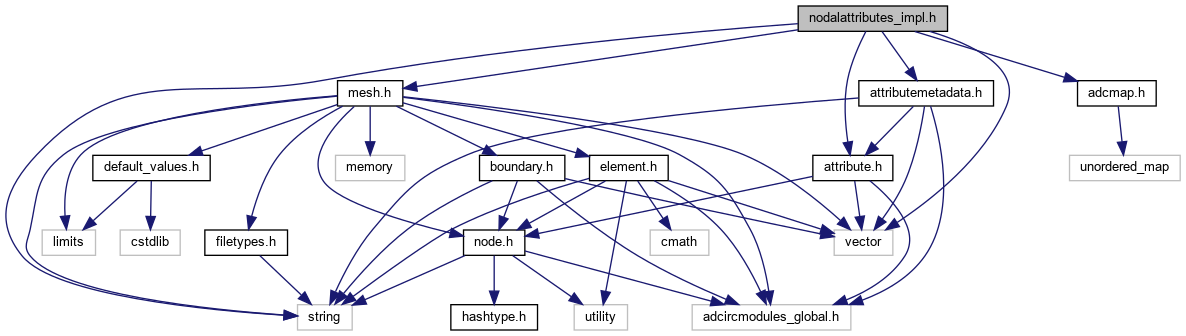 nodalattributes_impl.h
mesh.h
attributemetadata.h
adcmap.h
default_values.h
memory
boundary.h
element.h
attribute.h
unordered_map
limits
cstdlib
filetypes.h
node.h
cmath
vector
string
hashtype.h
utility
adcircmodules_global.h